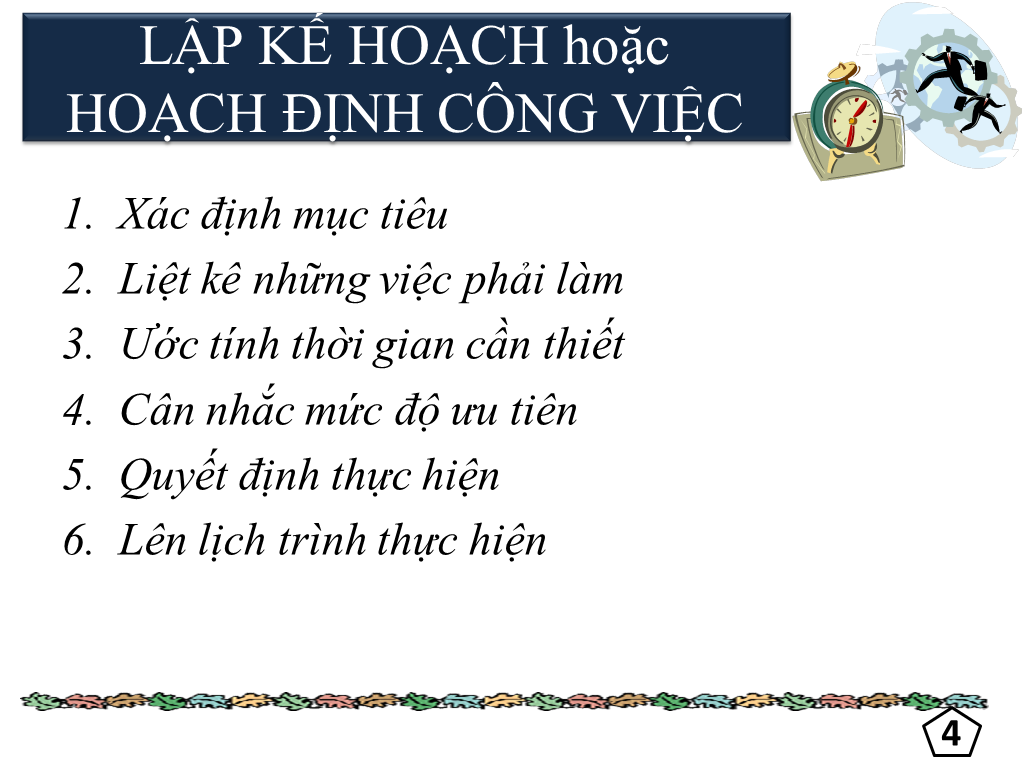 LẬP KẾ HOẠCH hoặc
HOẠCH ĐỊNH CÔNG VIỆC
1. Xác định mục tiêu
2. Liệt kê những việc phải làm
3. Ước tính thời gian cần thiết
4. Cân nhắc mức độ ưu tiên
5. Quyết định thực hiện
6. Lên lịch trình thực hiện
4